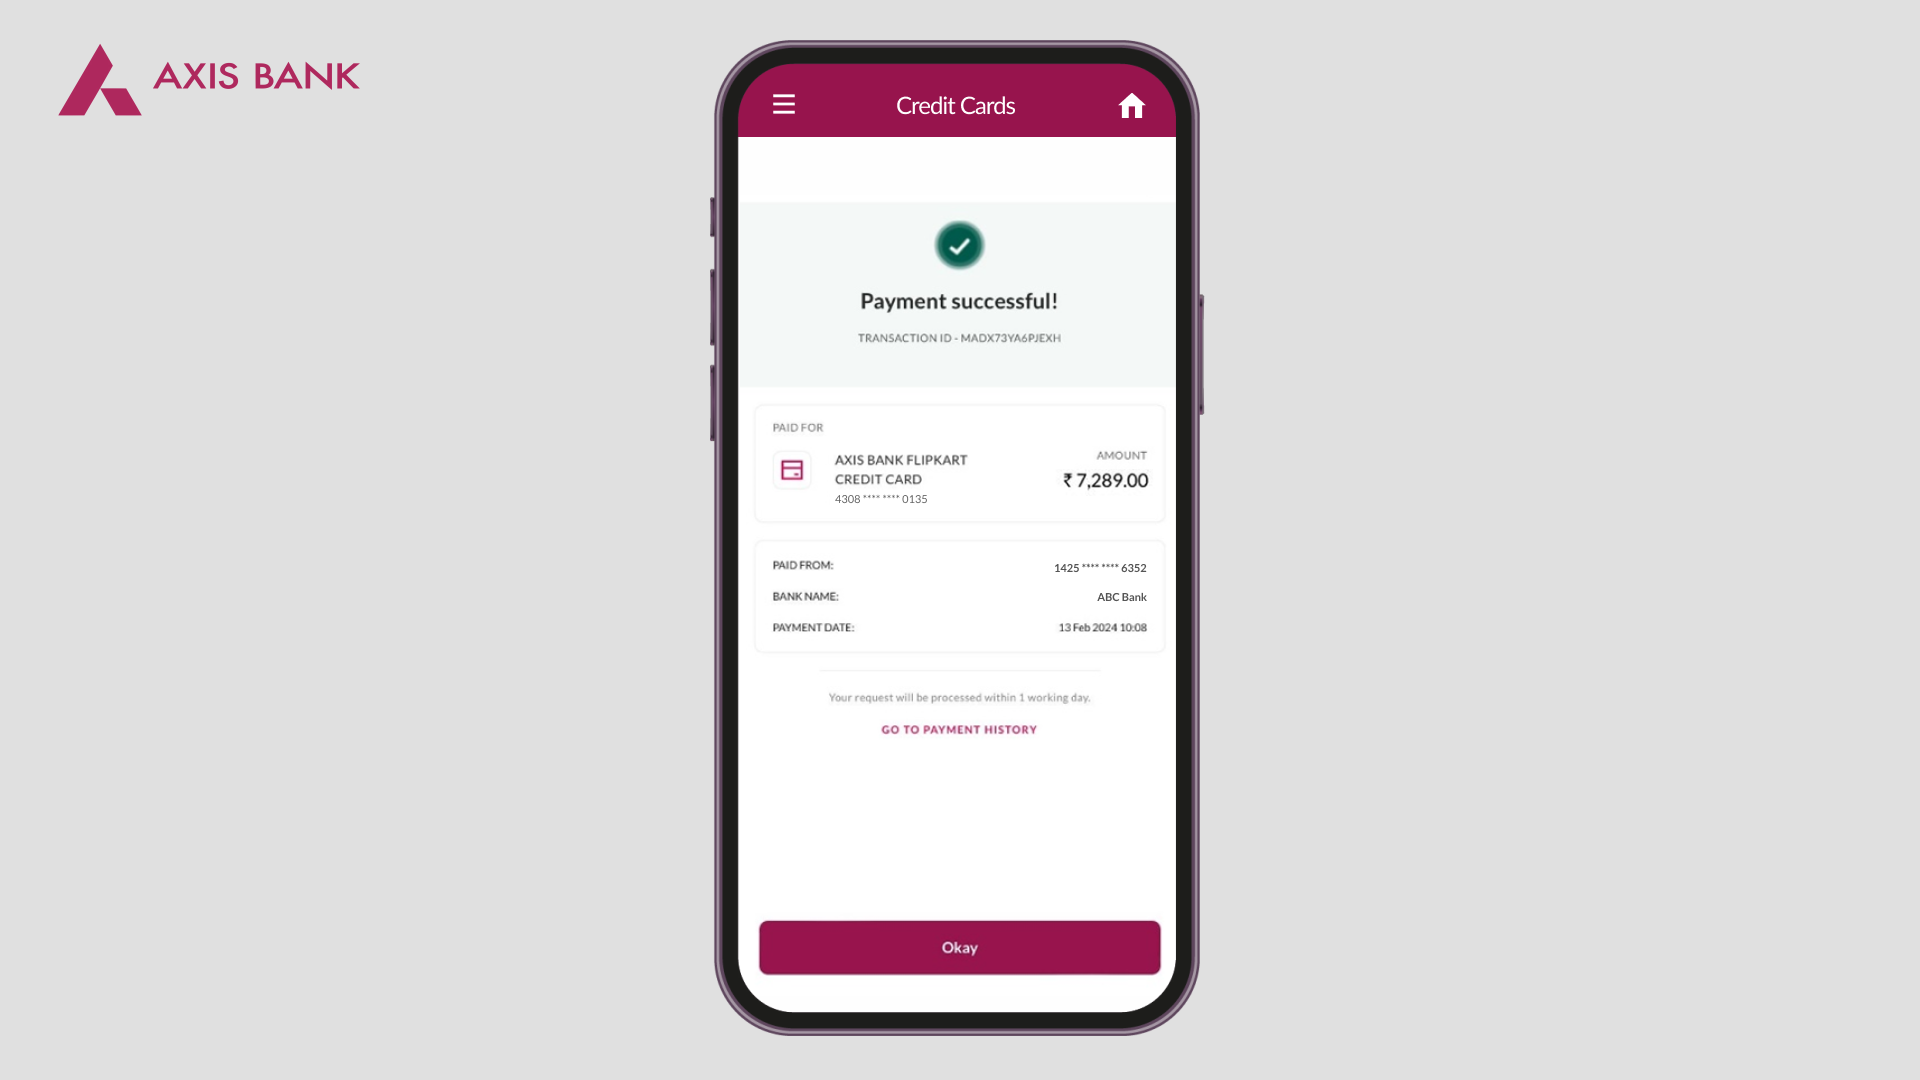 AXIS BANK
Credit Cards
Payment successful!
TRANSACTION ID - MADX73YA6PJEXH
PAID FOR
AXIS BANK FLIPKART
CREDIT CARD
4308 **** **** 0135
AMOUNT
₹ 7,289.00
PAID FROM: 1425 **** **** 6352
BANK NAME: ABC Bank
PAYMENT DATE: 13 Feb 2024 10:08
Your request will be processed within 1 working day.
GO TO PAYMENT HISTORY
Okay